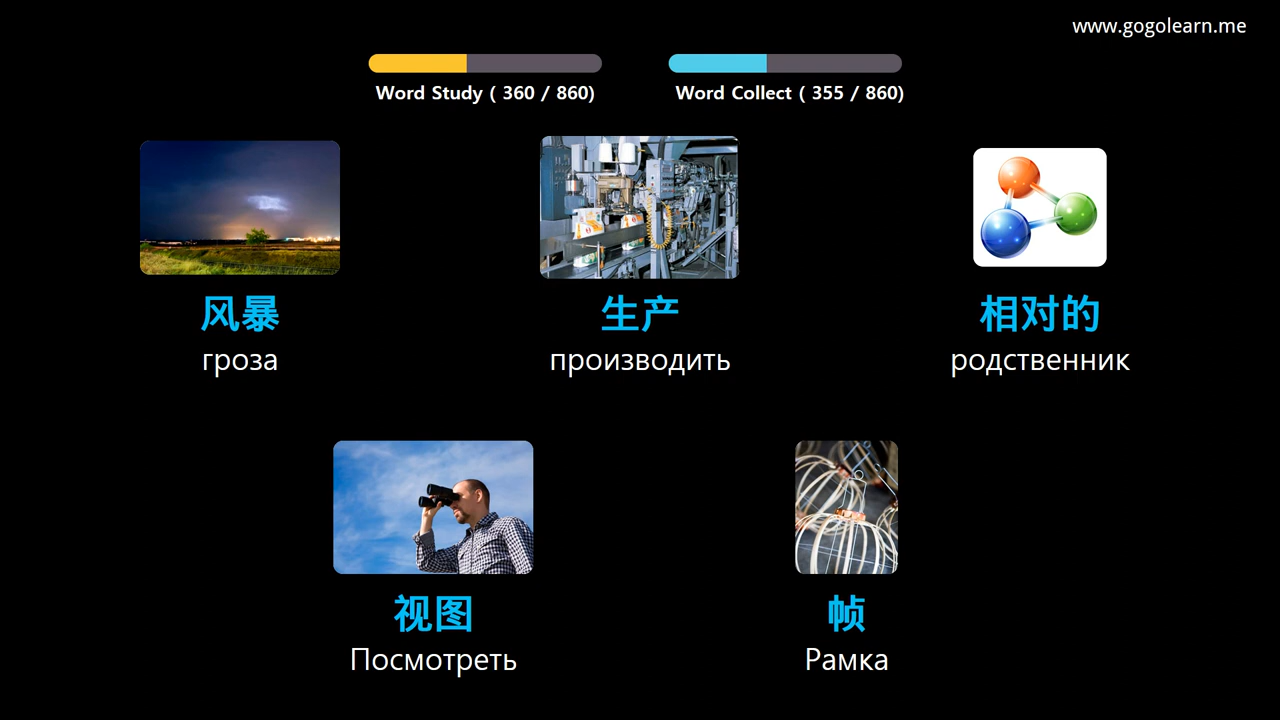 www.gogolearn.me
Word Study ( 360 / 860)
Word Collect ( 355 / 860)
风暴
гроза
生产
производить
相对的
родственник
视图
Посмотреть
帧
Рамка